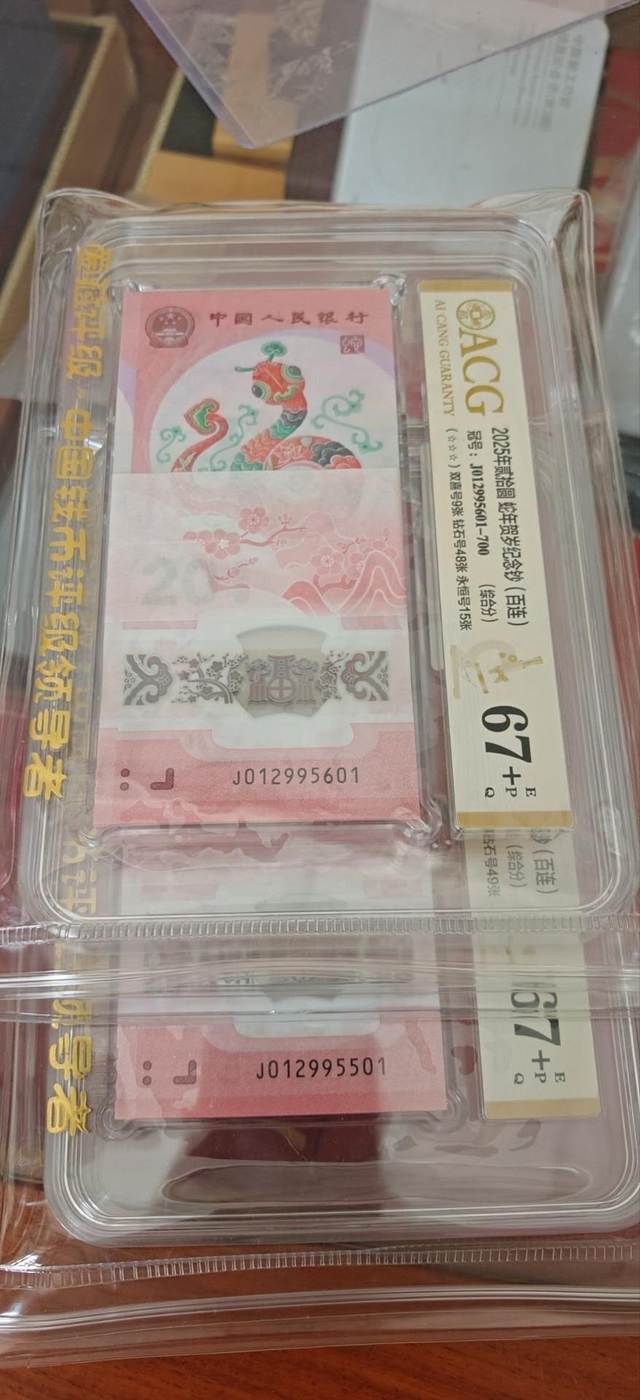 中国人民银行
20
J012995601
ACG
AI CANG GUARANTY
2025年贰拾圆 蛇年贺岁纪念钞（百连）
冠号：J012995601-700 （综合分）
（☆☆☆）双喜号9张 钻石号48张 永恒号15张
67+ E P Q
爱藏评级·中国钱币评级领导者
J012995501
钞（百连）
（综合分）
钻石号49张
67+ E P Q
领导者